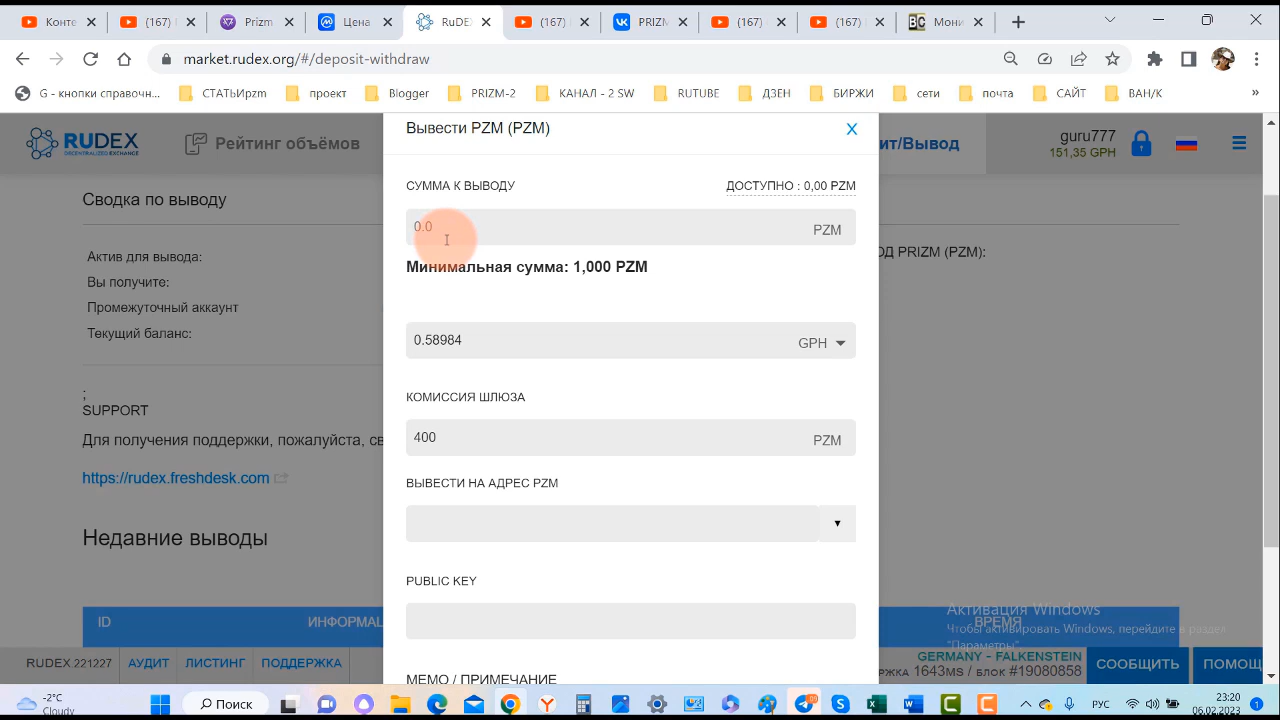 Конте
(167)
Prizm
Цена
RuDEX
(167)
PRIZM
(167)
(167)
BC
Мони
market.rudex.org/#/deposit-withdraw
G - кнопки справочн...
СТАТЬИpzm
проект
Blogger
PRIZM-2
КАНАЛ - 2 SW
RUTUBE
ДЗЕН
БИРЖИ
сети
почта
САЙТ
ВАН/К
»
RUDEX
DECENTRALIZED EXCHANGE
Рейтинг объёмов
ит/Вывод
guru777
151,35 GPH
Вывести PZM (PZM)
X
Сводка по выводу
СУММА К ВЫВОДУ
ДОСТУПНО : 0,00 PZM
0.0
PZM
Актив для вывода:
ОД PRIZM (PZM):
Минимальная сумма: 1,000 PZM
Вы получите:
Промежуточный аккаунт
Текущий баланс:
0.58984
GPH
;
КОМИССИЯ ШЛЮЗА
SUPPORT
400
PZM
Для получения поддержки, пожалуйста, св
https://rudex.freshdesk.com
ВЫВЕСТИ НА АДРЕС PZM
Недавние выводы
PUBLIC KEY
ID
ИНФОРМАЦ
ВРЕМЯ
Активация Windows
Чтобы активировать Windows, перейдите в раздел
"Параметры".
МЕМО / ПРИМЕЧАНИЕ
RUDEX.221227
АУДИТ
ЛИСТИНГ
ПОДДЕРЖКА
GERMANY - FALKENSTEIN
РЖКА 1643MS / БЛОК #19080858
СООБЩИТЬ
ПОМОЩ
-2°C
Cloudy
Поиск
РУС
23:20
06.02.2023